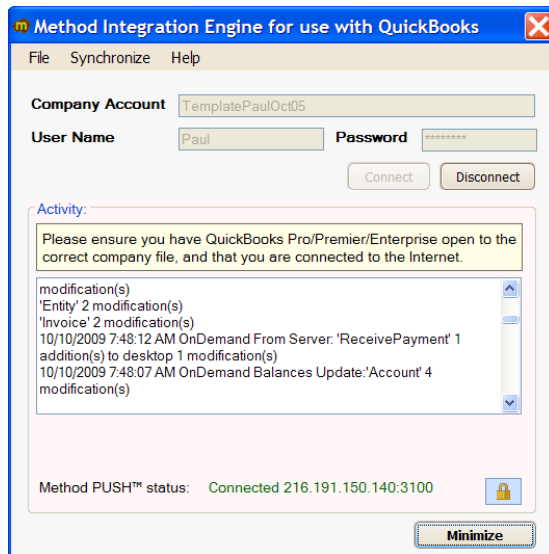 Method Integration Engine for use with QuickBooks
File Synchronize Help
Company Account TemplatePaulOct05
User Name Paul Password ********
Connect Disconnect
Activity:
Please ensure you have QuickBooks Pro/Premier/Enterprise open to the
correct company file, and that you are connected to the Internet.
modification(s)
'Entity' 2 modification(s)
'Invoice' 2 modification(s)
10/10/2009 7:48:12 AM OnDemand From Server: 'ReceivePayment' 1
addition(s) to desktop 1 modification(s)
10/10/2009 7:48:07 AM OnDemand Balances Update:'Account' 4
modification(s)
Method PUSH™ status: Connected 216.191.150.140:3100
Minimize